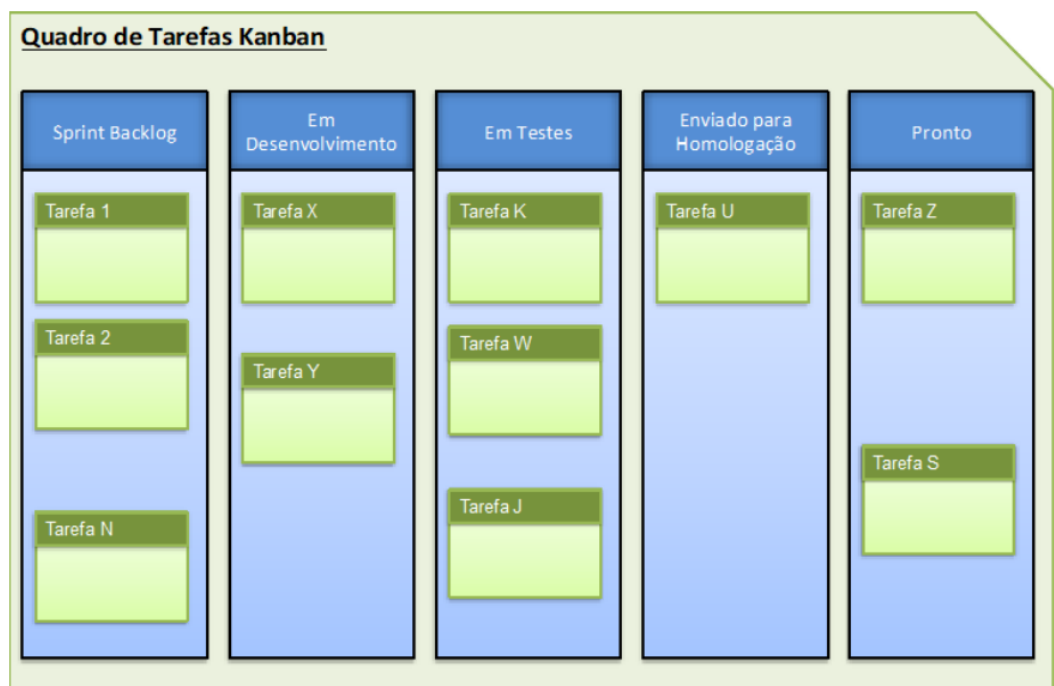 Quadro de Tarefas Kanban
Sprint Backlog
Tarefa 1
Tarefa 2
Tarefa N
Em
Desenvolvimento
Tarefa X
Tarefa Y
Em Testes
Tarefa K
Tarefa W
Tarefa J
Enviado para
Homologação
Tarefa U
Pronto
Tarefa Z
Tarefa S